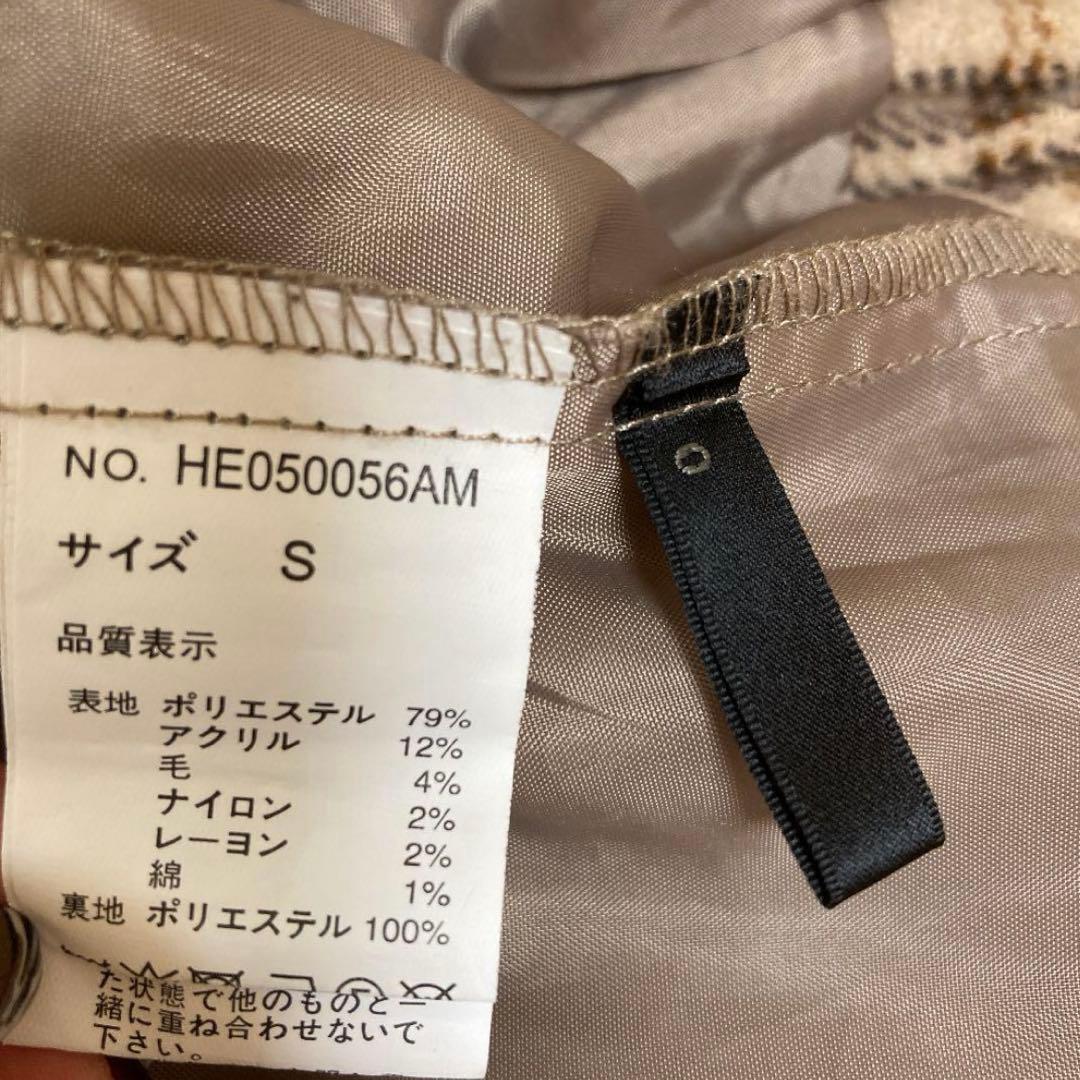 NO. HE050056AM
サイズ S
品質表示
表地 ポリエステル 79%
アクリル 12%
毛 4%
ナイロン 2%
レーヨン 2%
綿 1%
裏地 ポリエステル 100%
た状態で他のものと一
緒に重ね合わせないで
下さい。